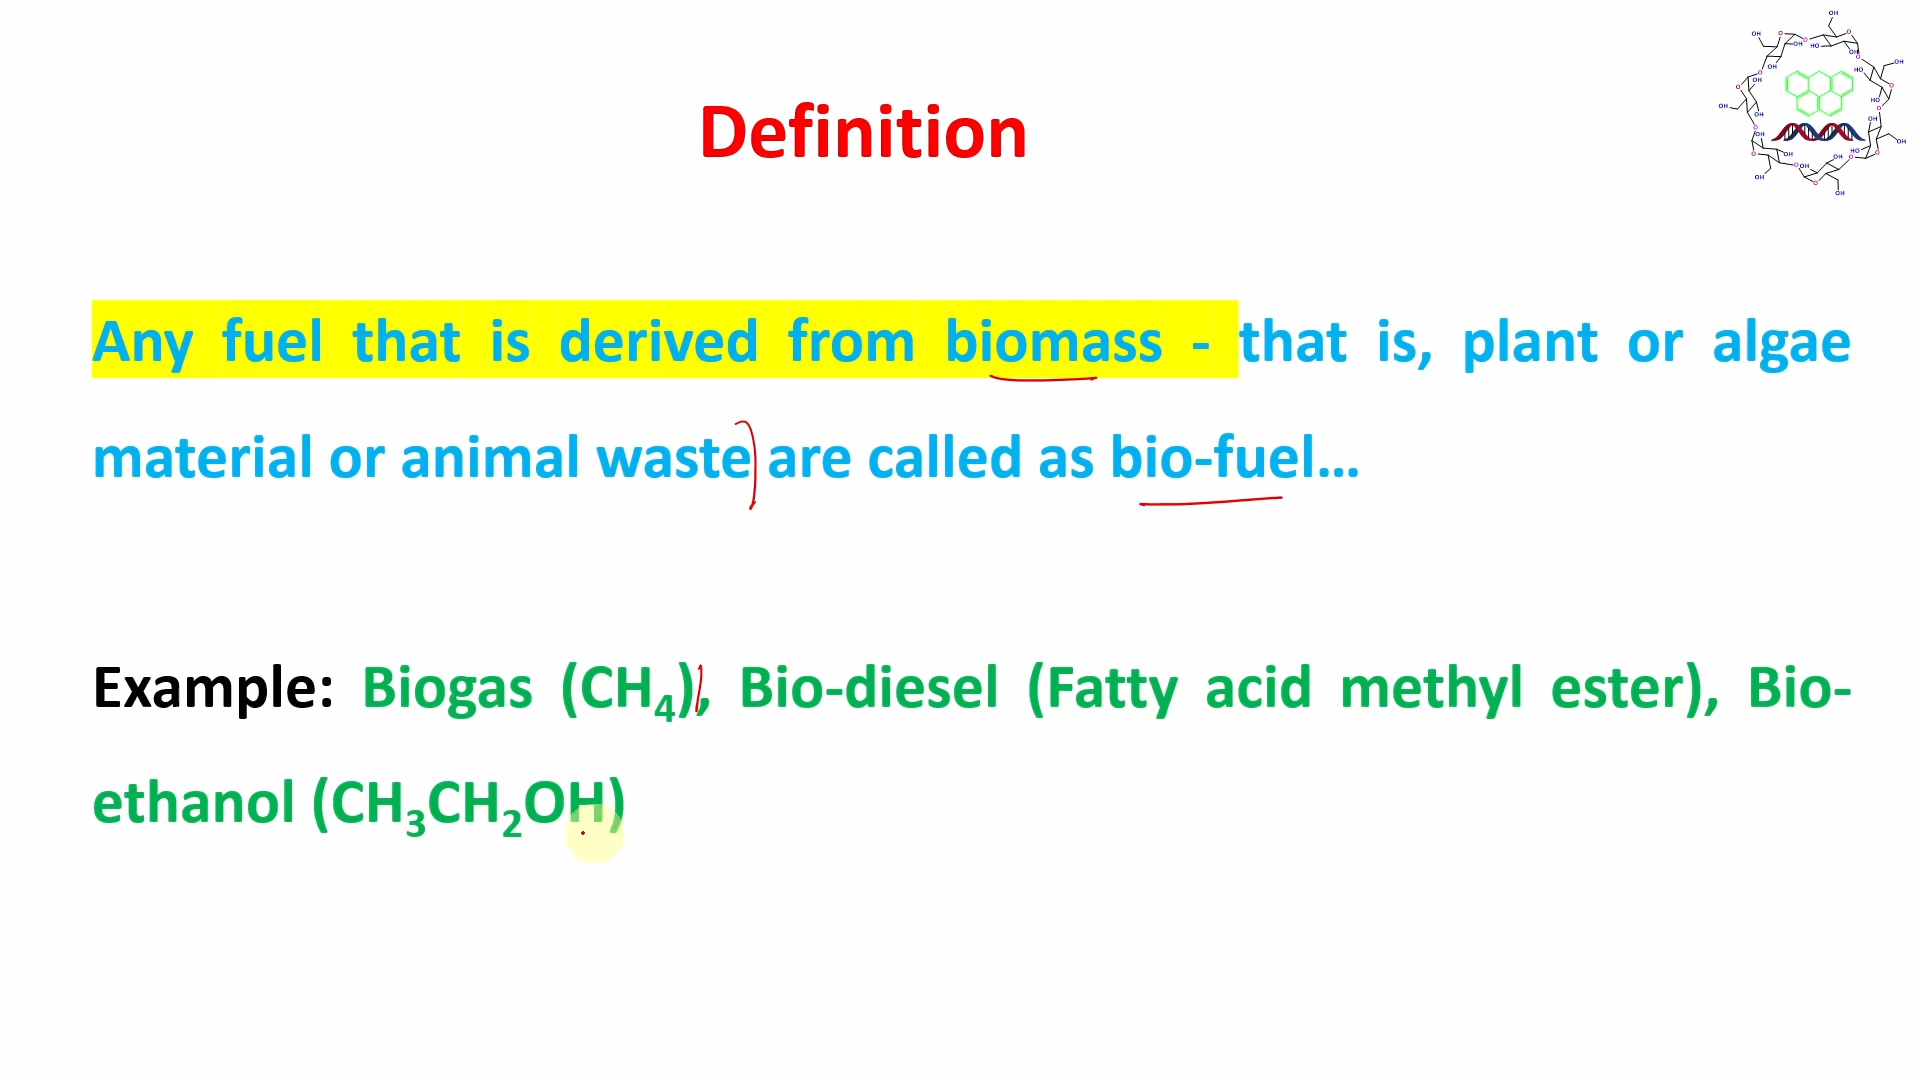 Definition
Any fuel that is derived from biomass - that is, plant or algae
material or animal waste are called as bio-fuel…
Example: Biogas (CH₄), Bio-diesel (Fatty acid methyl ester), Bio-
ethanol (CH₃CH₂OH)